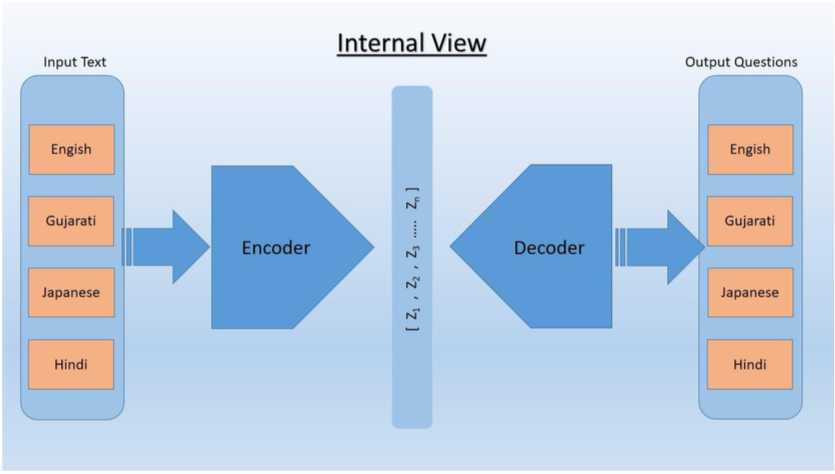 Internal View
Input Text
Engish
Gujarati
Japanese
Hindi
Encoder
[ Z₁ , Z₂ , Z₃ ..... Zₙ ]
Decoder
Output Questions
Engish
Gujarati
Japanese
Hindi